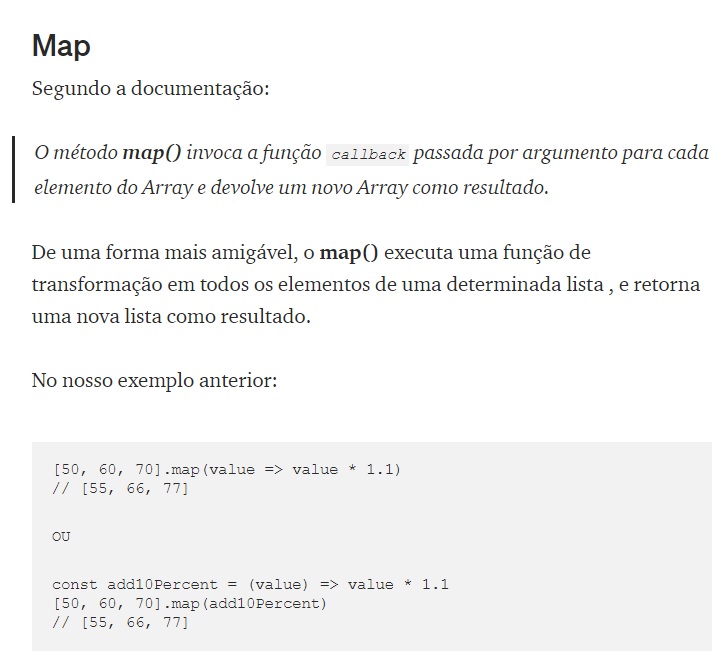 Map
Segundo a documentação:
O método map() invoca a função callback passada por argumento para cada
elemento do Array e devolve um novo Array como resultado.
De uma forma mais amigável, o map() executa uma função de
transformação em todos os elementos de uma determinada lista , e retorna
uma nova lista como resultado.
No nosso exemplo anterior:
[50, 60, 70].map(value => value * 1.1)
// [55, 66, 77]
OU
const add10Percent = (value) => value * 1.1
[50, 60, 70].map(add10Percent)
// [55, 66, 77]